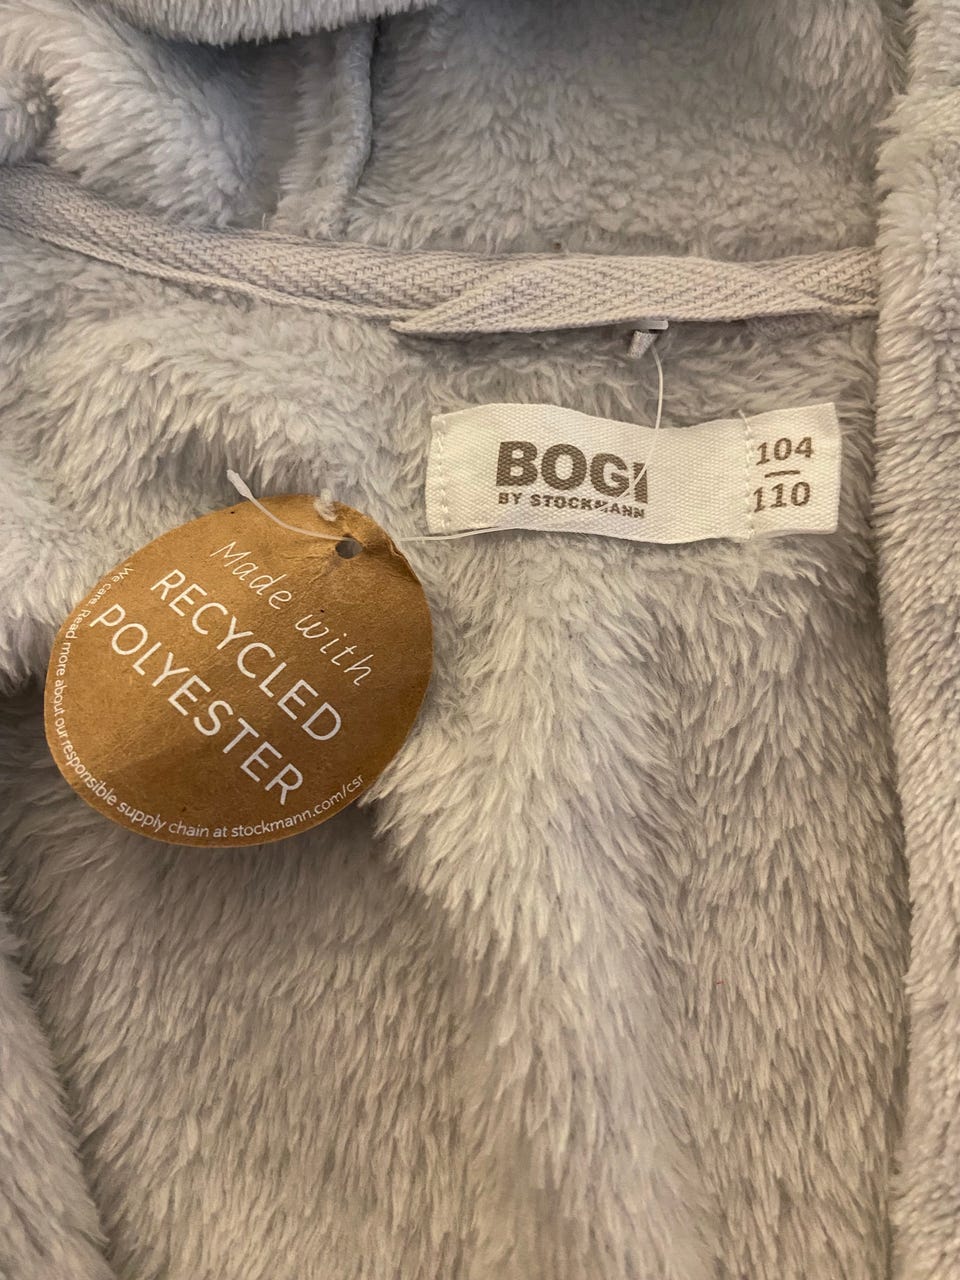 BOGI
BY STOCKMANN
104
110
Made with
RECYCLED
POLYESTER
We care. Read more about our responsible supply chain at stockmann.com/csr